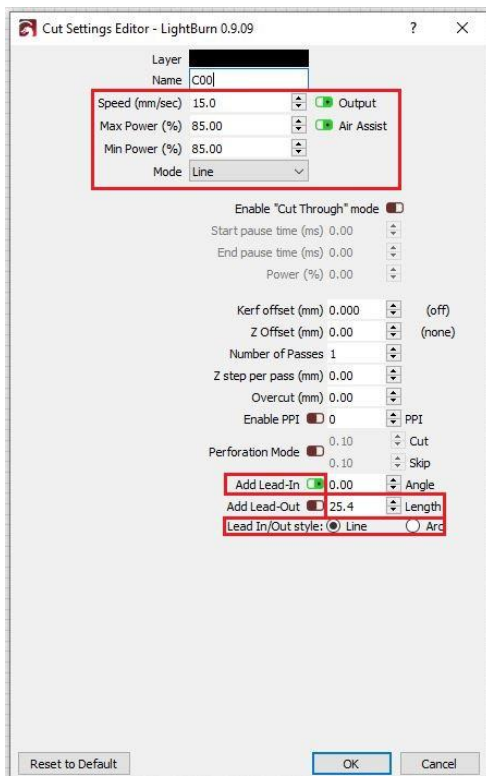 Cut Settings Editor - LightBurn 0.9.09 ? X
Layer
Name C00
Speed (mm/sec) 15.0 Output
Max Power (%) 85.00 Air Assist
Min Power (%) 85.00
Mode Line
Enable "Cut Through" mode
Start pause time (ms) 0.00
End pause time (ms) 0.00
Power (%) 0.00
Kerf offset (mm) 0.000 (off)
Z Offset (mm) 0.00 (none)
Number of Passes 1
Z step per pass (mm) 0.00
Overcut (mm) 0.00
Enable PPI 0 PPI
Perforation Mode 0.10 Cut
0.10 Skip
Add Lead-In 0.00 Angle
Add Lead-Out 25.4 Length
Lead In/Out style: Line Arc
Reset to Default OK Cancel